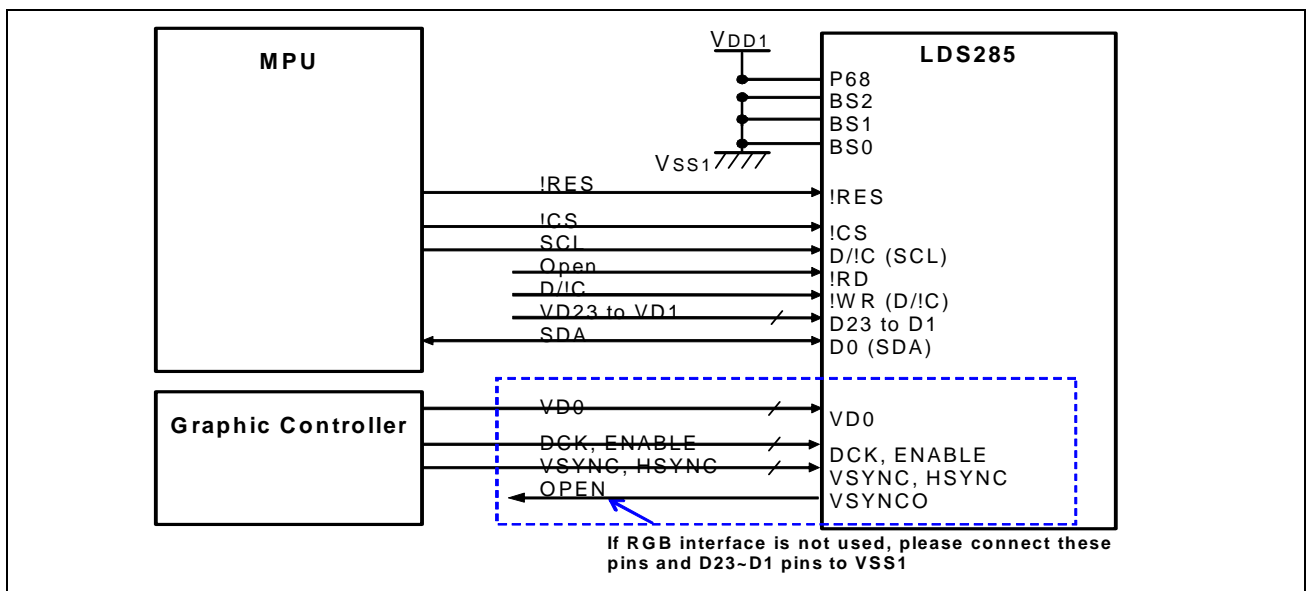 MPU
VDD1
LDS285
P68
BS2
BS1
BS0
VSS1
!RES
!RES
!CS
!CS
SCL
D/!C (SCL)
Open
!RD
D/!C
!WR (D/!C)
VD23 to VD1
D23 to D1
SDA
D0 (SDA)
Graphic Controller
VD0
VD0
DCK, ENABLE
DCK, ENABLE
VSYNC, HSYNC
VSYNC, HSYNC
OPEN
VSYNCO
If RGB interface is not used, please connect these
pins and D23~D1 pins to VSS1